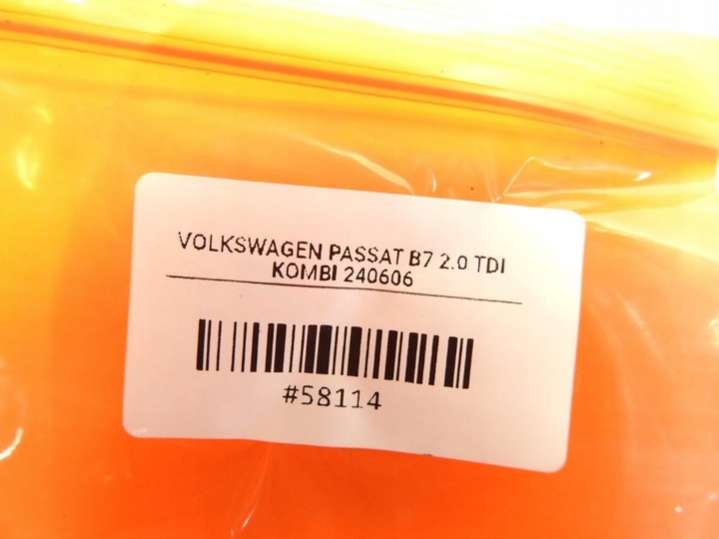 VOLKSWAGEN PASSAT B7 2.0 TDI
KOMBI 240606
#58114